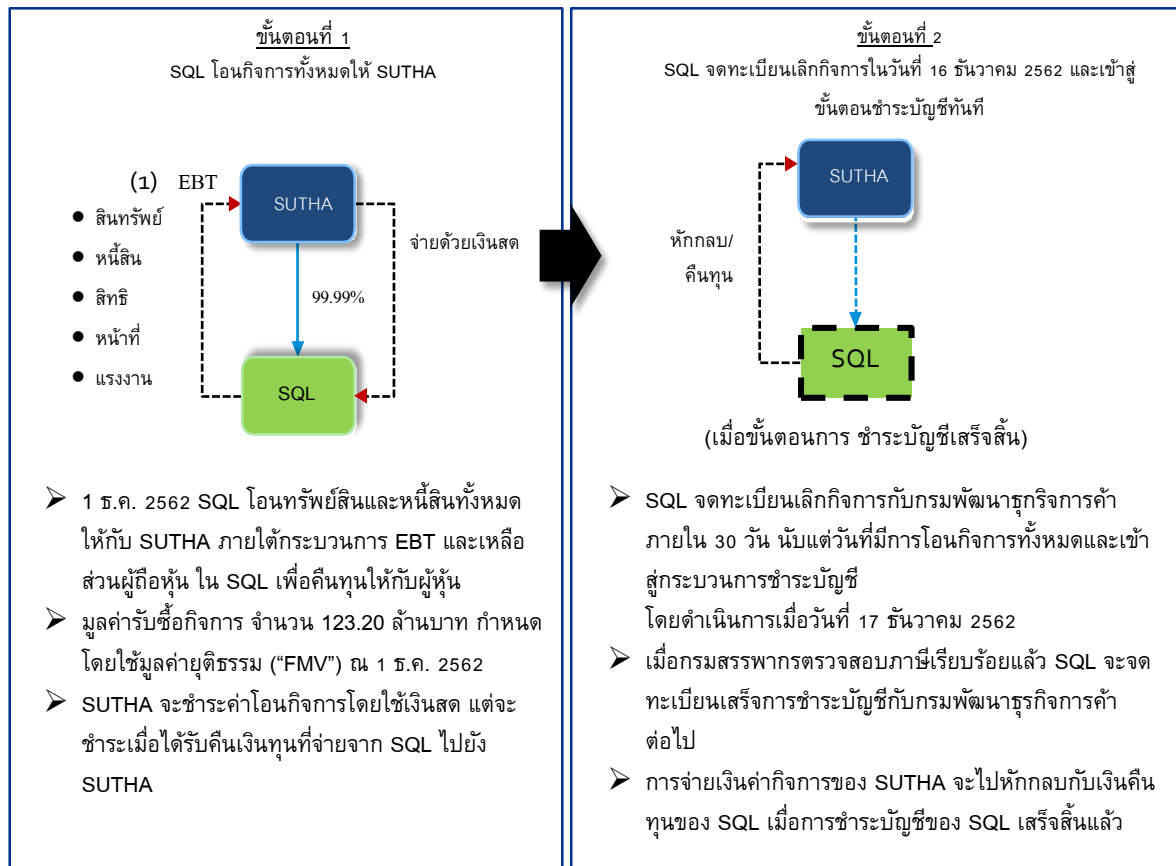 ขั้นตอนที่ 1
SQL โอนกิจการทั้งหมดให้ SUTHA
(1) EBT
● สินทรัพย์
● หนี้สิน
● สิทธิ
● หน้าที่
● แรงงาน
SUTHA
จ่ายด้วยเงินสด
99.99%
SQL
➢ 1 ธ.ค. 2562 SQL โอนทรัพย์สินและหนี้สินทั้งหมด
ให้กับ SUTHA ภายใต้กระบวนการ EBT และเหลือ
ส่วนผู้ถือหุ้น ใน SQL เพื่อคืนทุนให้กับผู้หุ้น
➢ มูลค่ารับซื้อกิจการ จำนวน 123.20 ล้านบาท กำหนด
โดยใช้มูลค่ายุติธรรม (“FMV”) ณ 1 ธ.ค. 2562
➢ SUTHA จะชำระค่าโอนกิจการโดยใช้เงินสด แต่จะ
ชำระเมื่อได้รับคืนเงินทุนที่จ่ายจาก SQL ไปยัง
SUTHA
ขั้นตอนที่ 2
SQL จดทะเบียนเลิกกิจการในวันที่ 16 ธันวาคม 2562 และเข้าสู่
ขั้นตอนชำระบัญชีทันที
SUTHA
หักกลบ/
คืนทุน
SQL
(เมื่อขั้นตอนการ ชำระบัญชีเสร็จสิ้น)
➢ SQL จดทะเบียนเลิกกิจการกับกรมพัฒนาธุกริจการค้า
ภายใน 30 วัน นับแต่วันที่มีการโอนกิจการทั้งหมดและเข้า
สู่กระบวนการชำระบัญชี
โดยดำเนินการเมื่อวันที่ 17 ธันวาคม 2562
➢ เมื่อกรมสรรพากรตรวจสอบภาษีเรียบร้อยแล้ว SQL จะจด
ทะเบียนเสร็จการชำระบัญชีกับกรมพัฒนาธุรกิจการค้า
ต่อไป
➢ การจ่ายเงินค่ากิจการของ SUTHA จะไปหักกลบกับเงินคืน
ทุนของ SQL เมื่อการชำระบัญชีของ SQL เสร็จสิ้นแล้ว